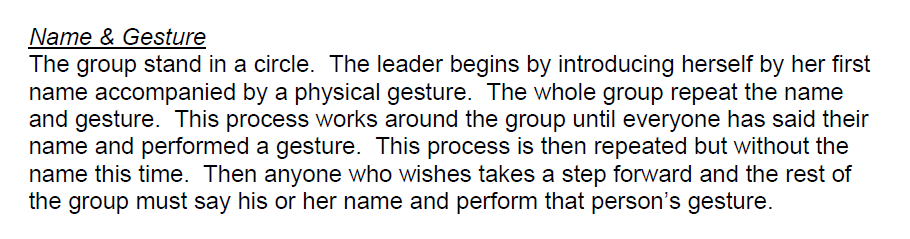 Name & Gesture
The group stand in a circle.  The leader begins by introducing herself by her first
name accompanied by a physical gesture.  The whole group repeat the name
and gesture.  This process works around the group until everyone has said their
name and performed a gesture.  This process is then repeated but without the
name this time.  Then anyone who wishes takes a step forward and the rest of
the group must say his or her name and perform that person’s gesture.